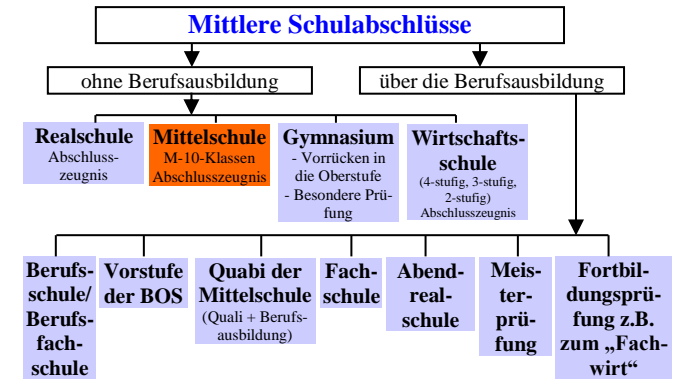 Mittlere Schulabschlüsse
ohne Berufsausbildung
über die Berufsausbildung
Realschule
Abschluss-
zeugnis
Mittelschule
M-10-Klassen
Abschlusszeugnis
Gymnasium
- Vorrücken in
die Oberstufe
- Besondere Prü-
fung
Wirtschafts-
schule
(4-stufig, 3-stufig,
2-stufig)
Abschlusszeugnis
Berufs-
schule/
Berufs-
fach-
schule
Vorstufe
der BOS
Quabi der
Mittelschule
(Quali + Berufs-
ausbildung)
Fach-
schule
Abend-
real-
schule
Meis-
ter-
prü-
fung
Fortbil-
dungsprü-
fung z.B.
zum „Fach-
wirt“